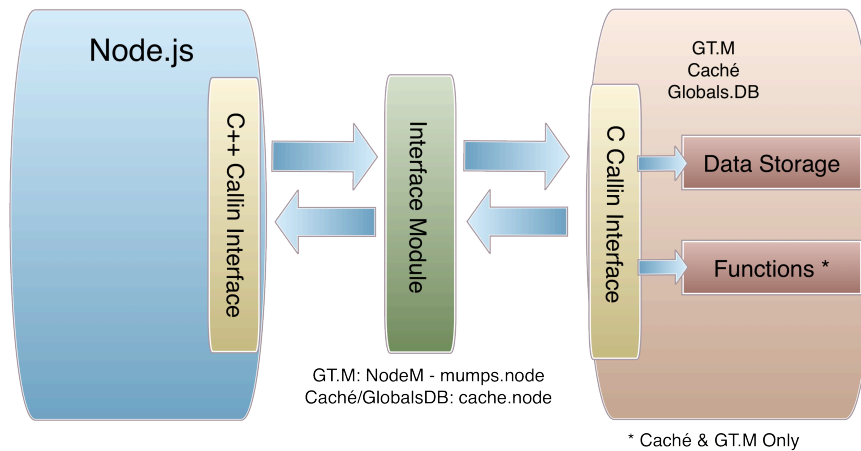 Node.js
C++ Callin Interface
Interface Module
GT.M: NodeM - mumps.node
Caché/GlobalsDB: cache.node
GT.M
Caché
Globals.DB
C Callin Interface
Data Storage
Functions *
* Caché & GT.M Only